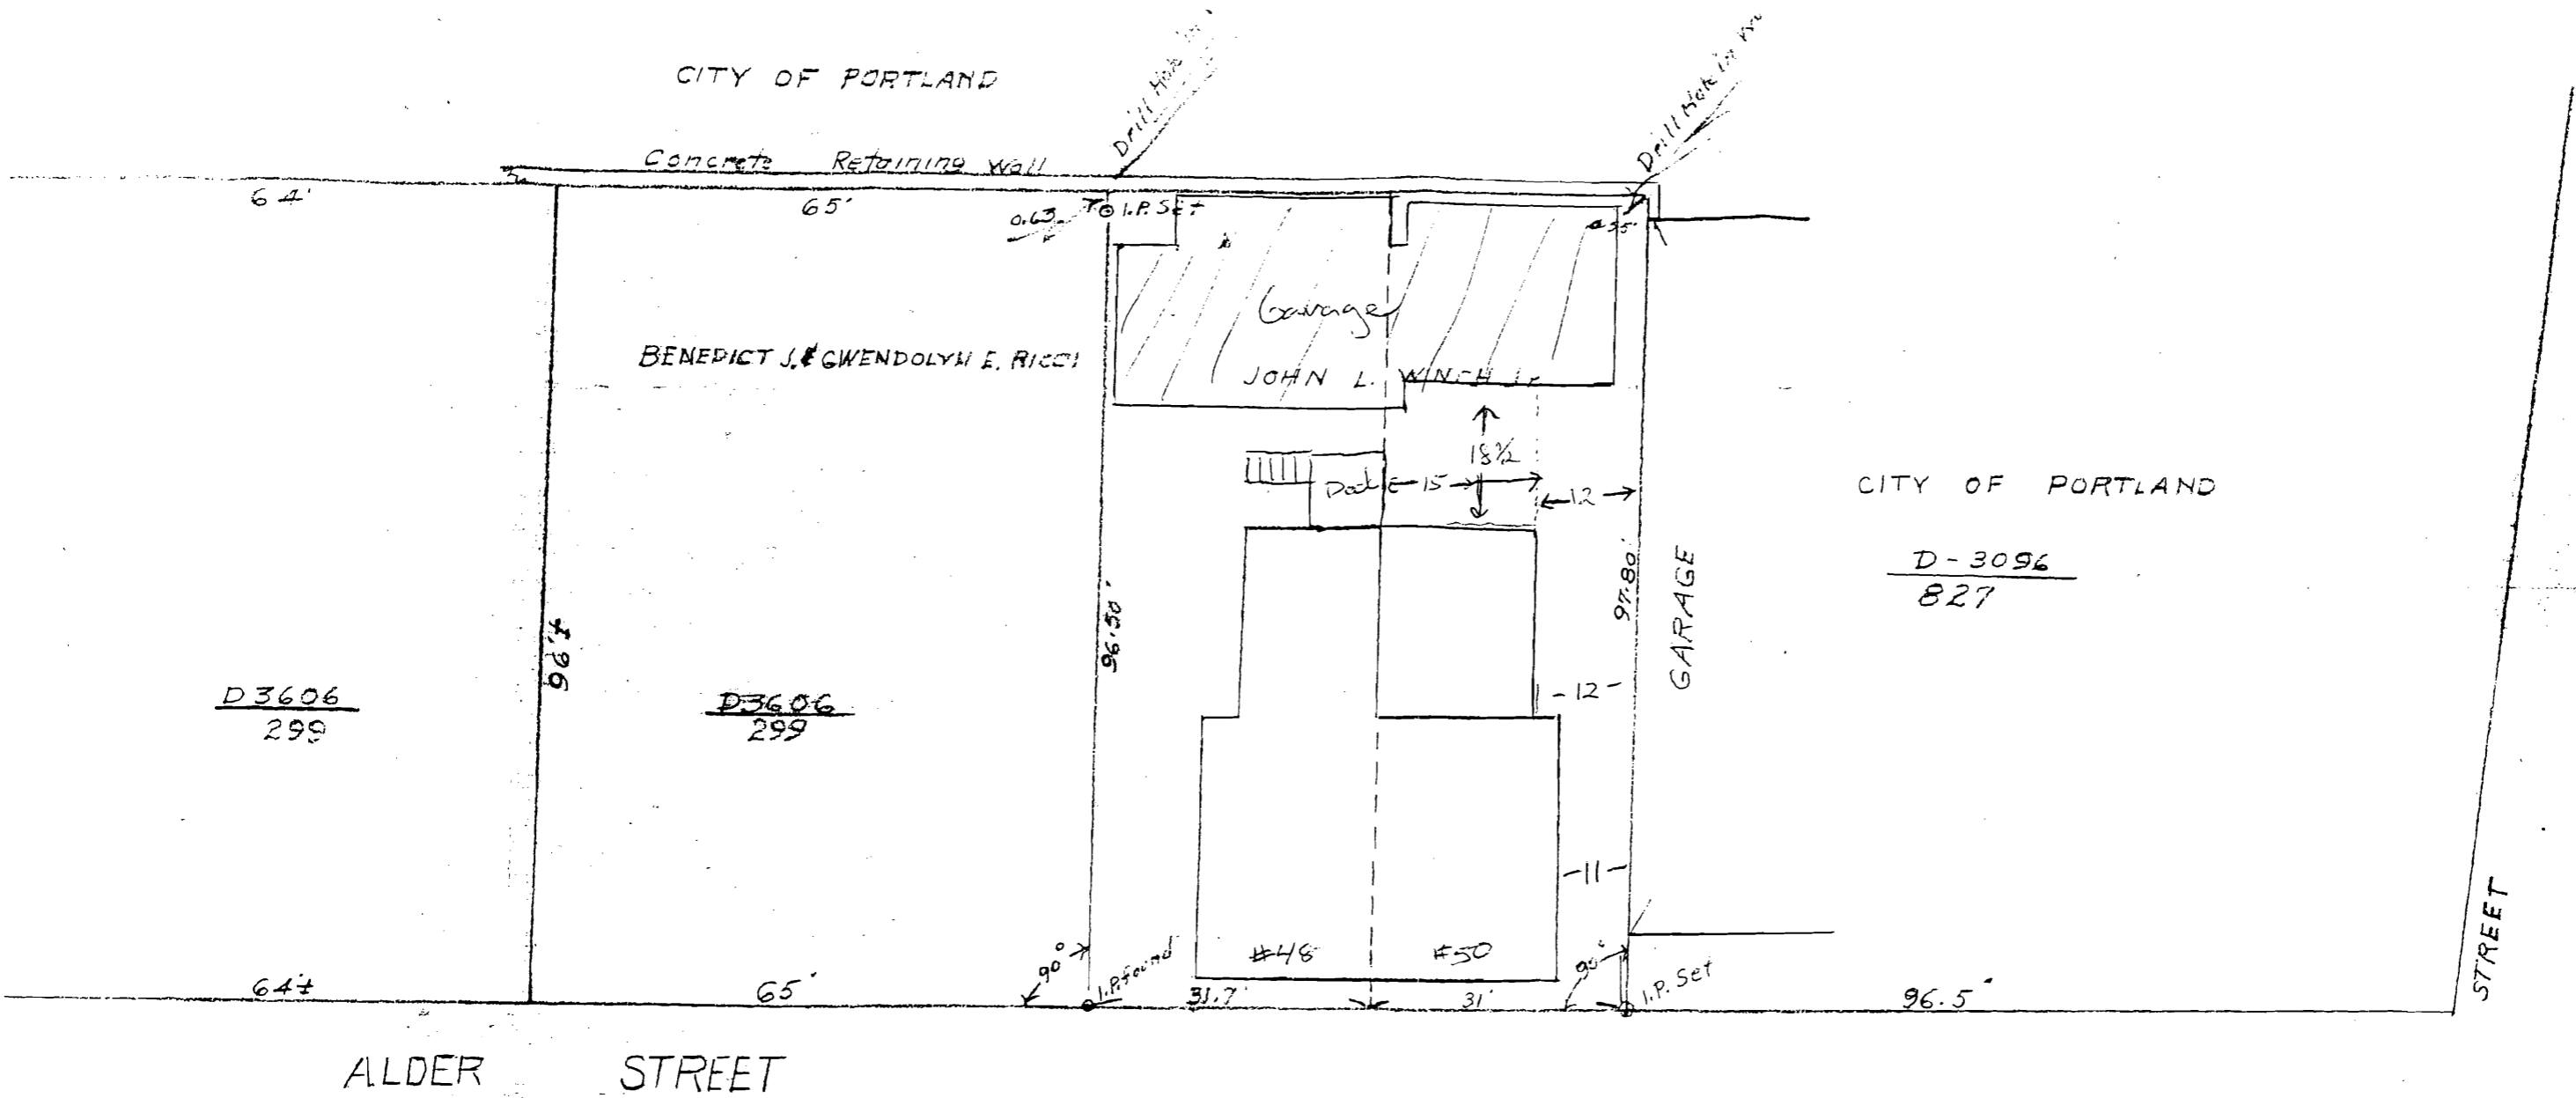 CITY OF PORTLAND
Drill Hole in
Drill Hole in
Concrete Retaining Wall
64'
65'
0.63
I.P. Set
Garage
BENEDICT J. & GWENDOLYN E. RICCI
JOHN L. WINCH Jr
18½
Deck
15
12
CITY OF PORTLAND
D-3096
827
96'±
96.50'
97.80'
GARAGE
12
D3606
299
D3606
299
11
90°
I.P. found
#48
#50
90°
I.P. Set
64'±
65'
31.7'
31'
96.5'
STREET
ALDER STREET